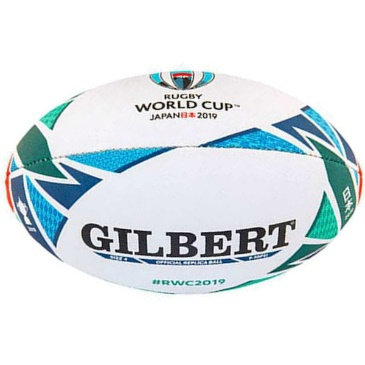 RUGBY
WORLD CUP™
JAPAN日本2019
GILBERT
SIZE 4 OFFICIAL REPLICA BALL
#RWC2019